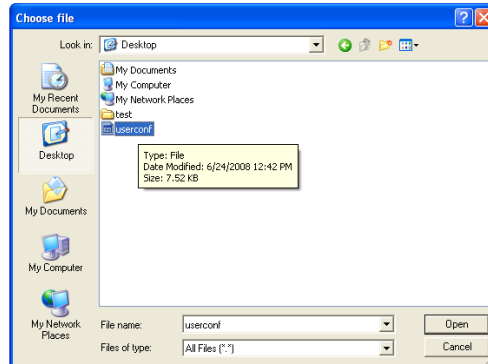 Choose file
Look in:
Desktop
My Recent
Documents
Desktop
My Documents
My Computer
My Network
Places
My Documents
My Computer
My Network Places
test
userconf
Type: File
Date Modified: 6/24/2008 12:42 PM
Size: 7.52 KB
File name:
userconf
Open
Files of type:
All Files (*.*)
Cancel